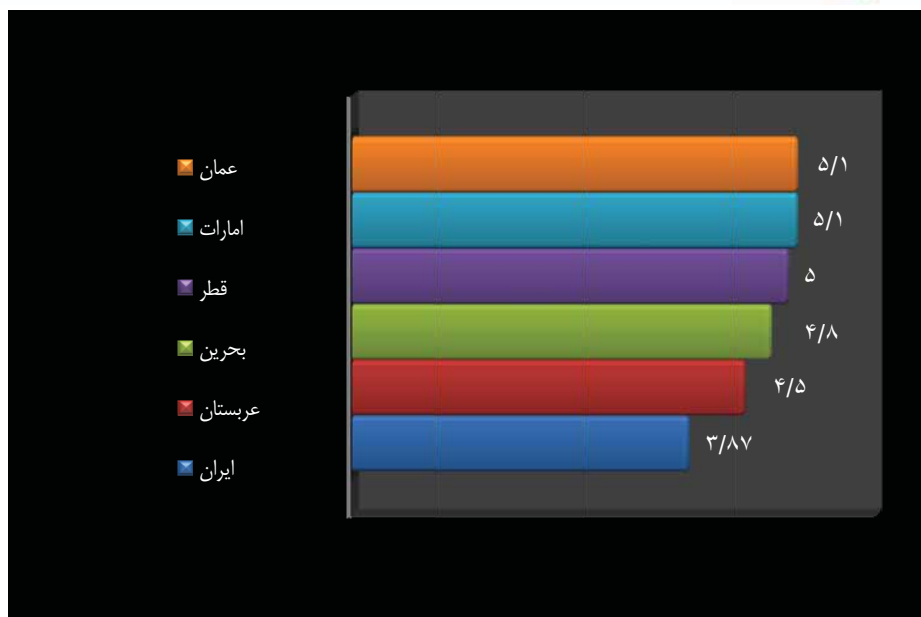 عمان
امارات
قطر
بحرین
عربستان
ایران
۵/۱
۵/۱
۵
۴/۸
۴/۵
۳/۸۷